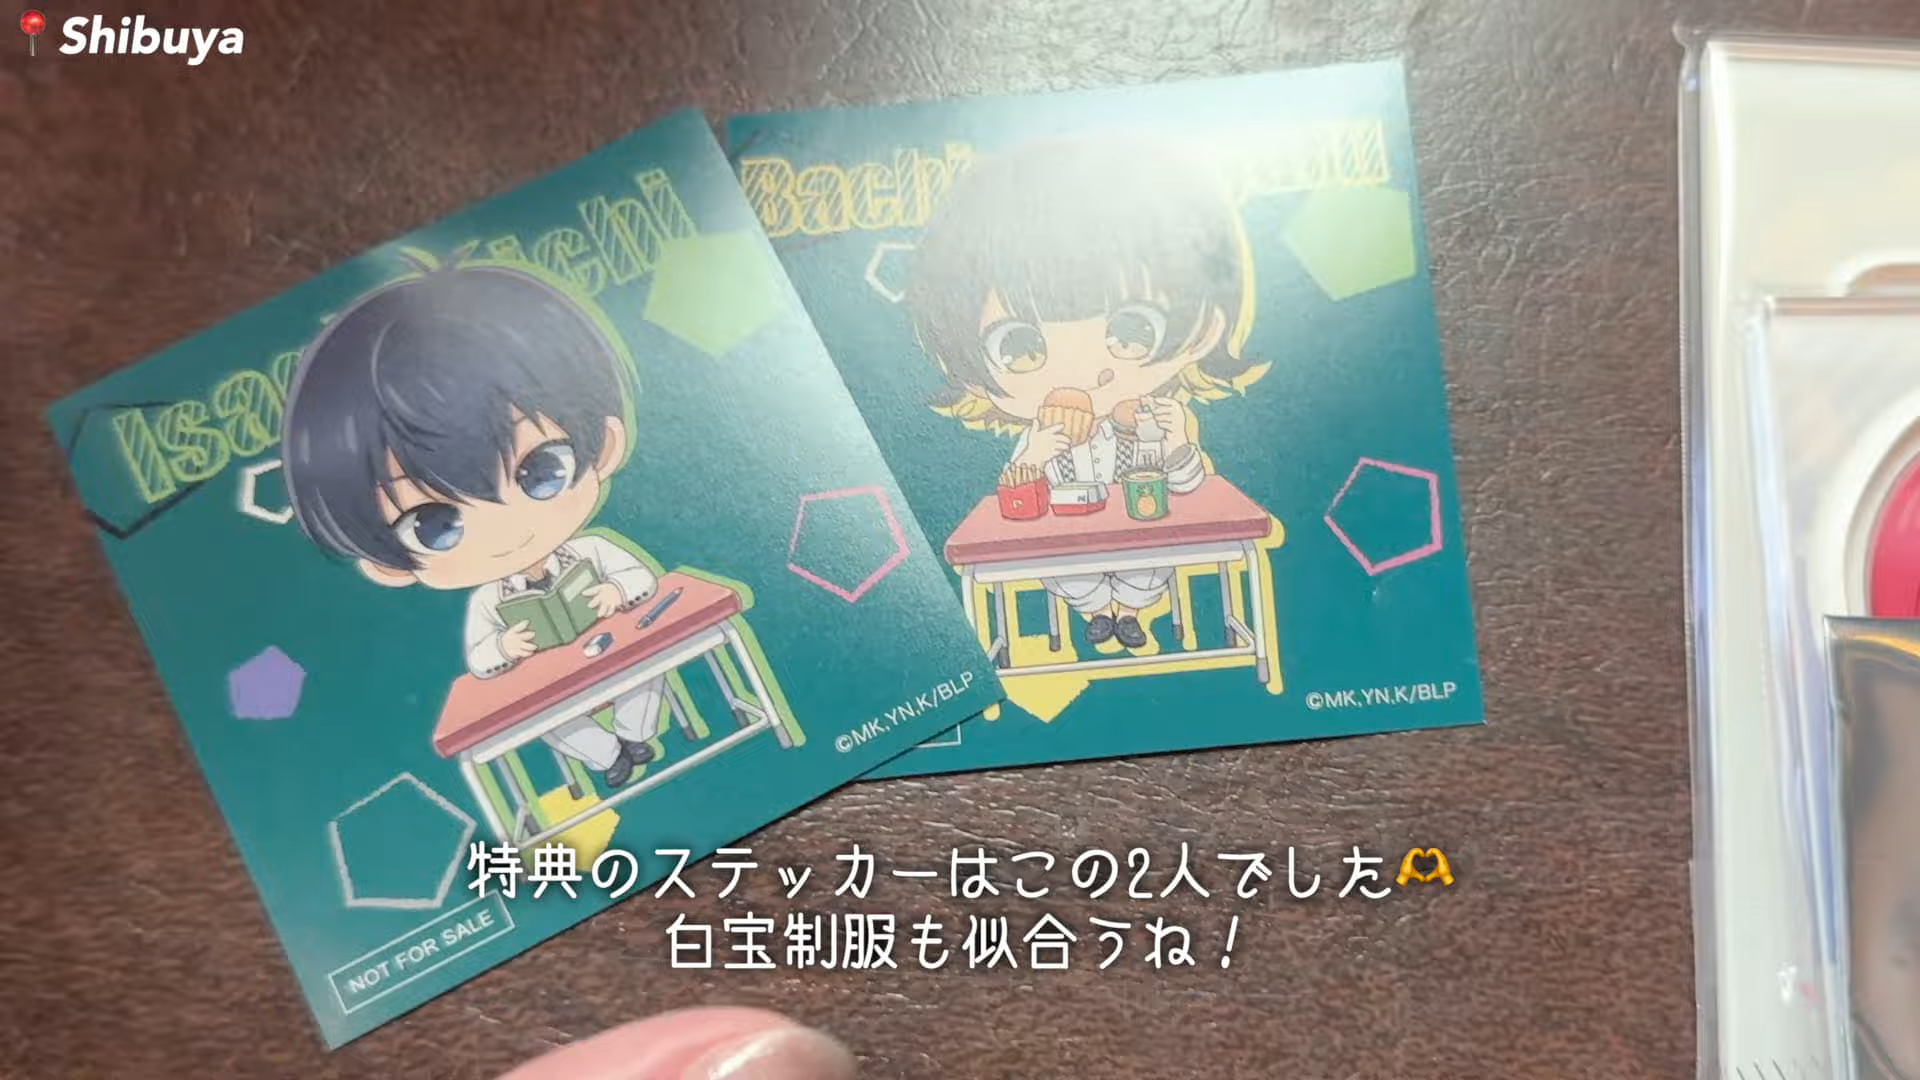 Shibuya
©MK,YN,K/BLP
©MK,YN,K/BLP
NOT FOR SALE
特典のステッカーはこの2人でした🫶
白宝制服も似合うね！